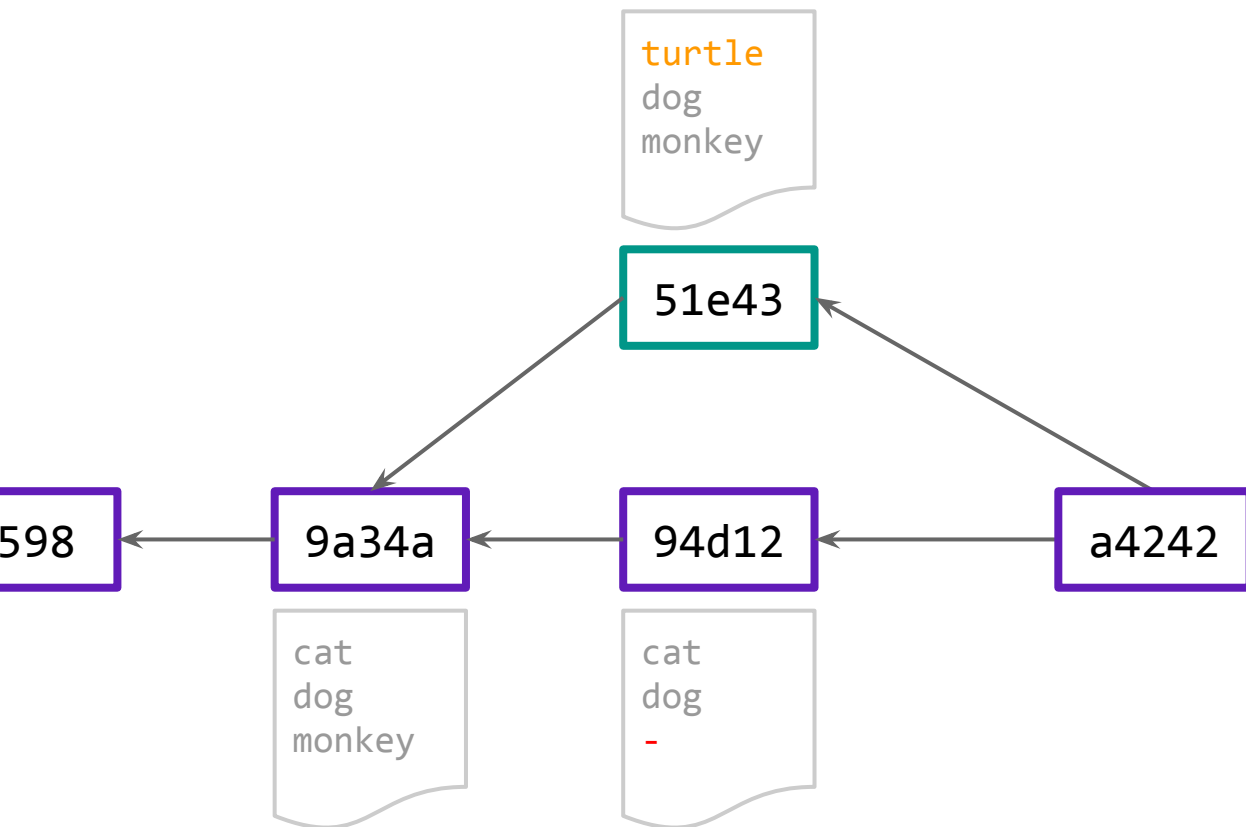 turtle
dog
monkey
51e43
598
9a34a
94d12
a4242
cat
dog
monkey
cat
dog
-